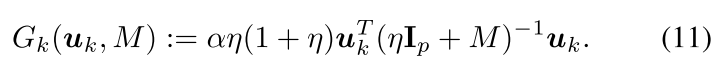 G_k(u_k, M) := αη(1 + η)u_k^T(ηI_p + M)^{-1}u_k. (11)